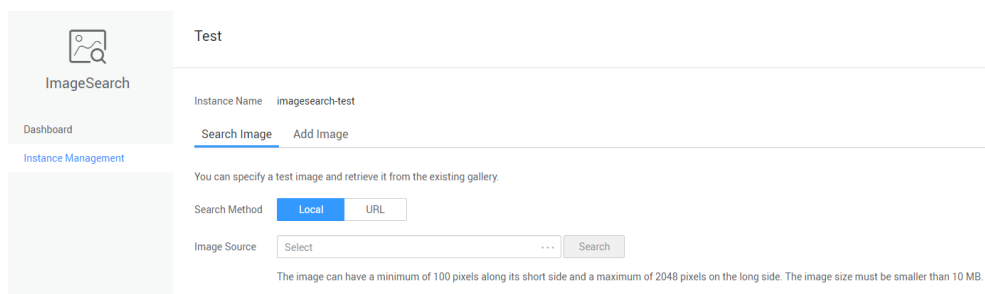 Test
ImageSearch
Instance Name imagesearch-test
Dashboard
Search Image Add Image
Instance Management
You can specify a test image and retrieve it from the existing gallery.
Search Method Local URL
Image Source Select ... Search
The image can have a minimum of 100 pixels along its short side and a maximum of 2048 pixels on the long side. The image size must be smaller than 10 MB.